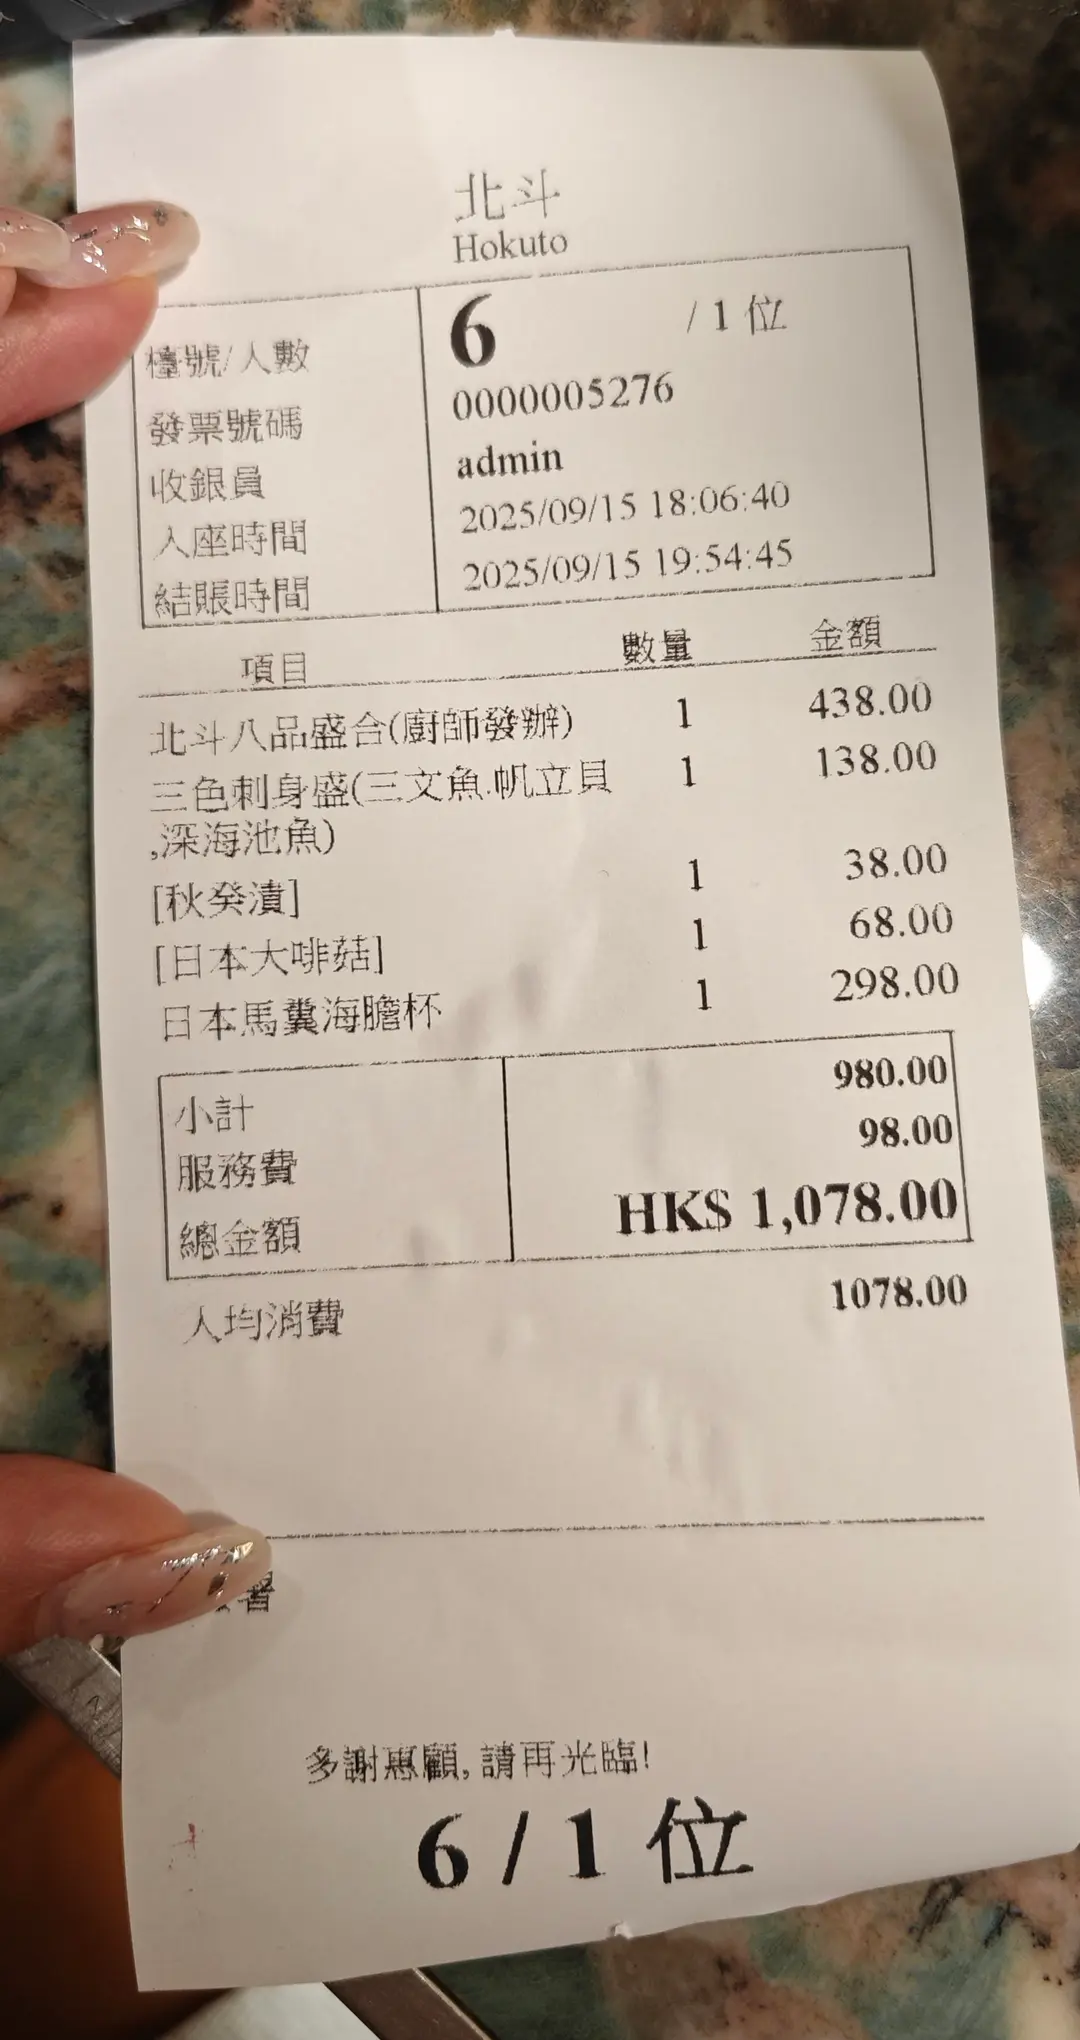 北斗
Hokuto
檯號/人數 6 / 1 位
發票號碼 0000005276
收銀員 admin
入座時間 2025/09/15 18:06:40
結賬時間 2025/09/15 19:54:45
項目 數量 金額
北斗八品盛合(廚師發辦) 1 438.00
三色刺身盛(三文魚.帆立貝 1 138.00
,深海池魚)
[秋癸漬] 1 38.00
[日本大啡菇] 1 68.00
日本馬糞海膽杯 1 298.00
小計 980.00
服務費 98.00
總金額 HK$ 1,078.00
人均消費 1078.00
署
多謝惠顧, 請再光臨!
6 / 1 位